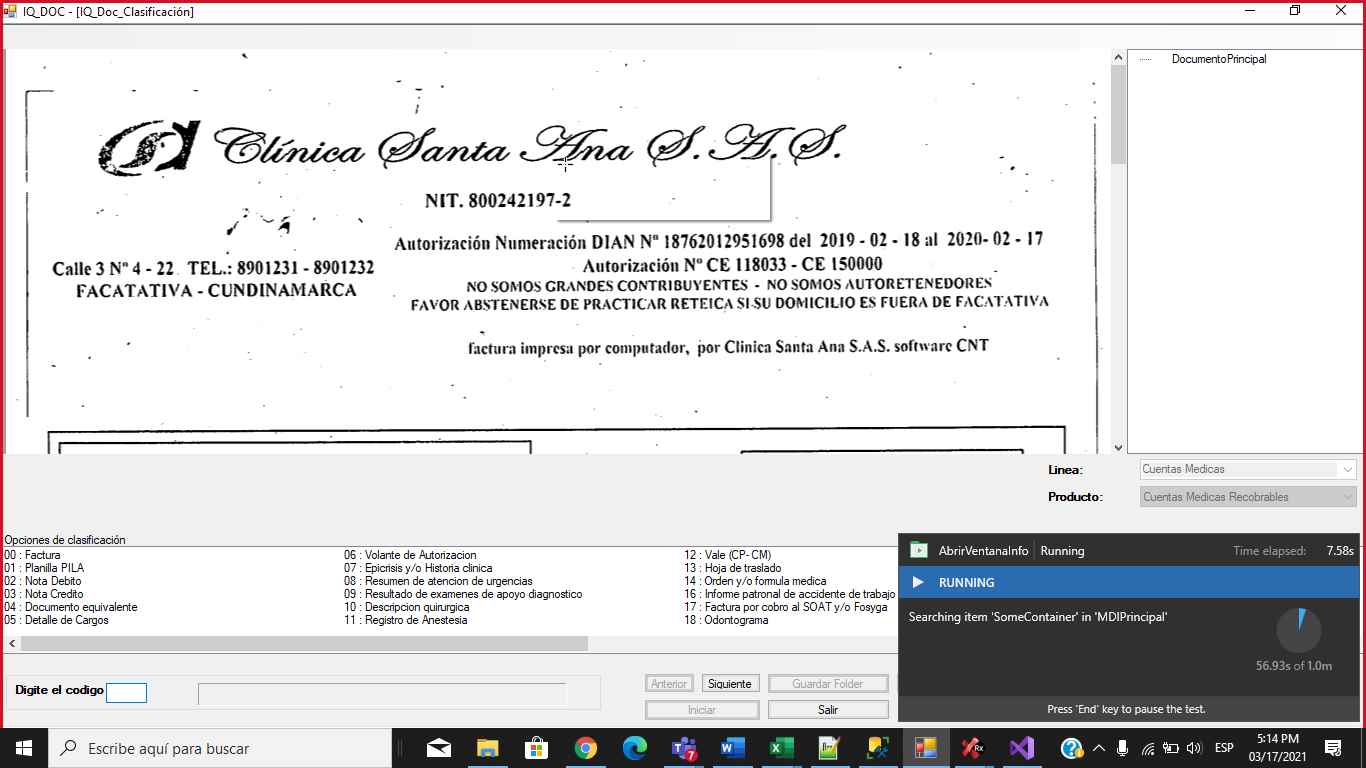 IQ_DOC - [IQ_Doc_Clasificación]
DocumentoPrincipal
Clínica Santa Ana S.A.S.
NIT. 800242197-2
Autorización Numeración DIAN Nº 18762012951698 del 2019 - 02 - 18 al 2020- 02 - 17
Autorización Nº CE 118033 - CE 150000
Calle 3 Nº 4 - 22 TEL.: 8901231 - 8901232
FACATATIVA - CUNDINAMARCA
NO SOMOS GRANDES CONTRIBUYENTES - NO SOMOS AUTORETENEDORES
FAVOR ABSTENERSE DE PRACTICAR RETEICA SI SU DOMICILIO ES FUERA DE FACATATIVA
factura impresa por computador, por Clinica Santa Ana S.A.S. software CNT
Linea: Cuentas Medicas
Producto: Cuentas Medicas Recobrables
Opciones de clasificación
00 : Factura
01 : Planilla PILA
02 : Nota Debito
03 : Nota Credito
04 : Documento equivalente
05 : Detalle de Cargos
06 : Volante de Autorizacion
07 : Epicrisis y/o Historia clinica
08 : Resumen de atencion de urgencias
09 : Resultado de examenes de apoyo diagnostico
10 : Descripcion quirurgica
11 : Registro de Anestesia
12 : Vale (CP- CM)
13 : Hoja de traslado
14 : Orden y/o formula medica
16 : Informe patronal de accidente de trabajo
17 : Factura por cobro al SOAT y/o Fosyga
18 : Odontograma
AbrirVentanaInfo Running Time elapsed: 7.58s
RUNNING
Searching item 'SomeContainer' in 'MDIPrincipal'
56.93s of 1.0m
Press 'End' key to pause the test.
Digite el codigo
Anterior Siguiente Guardar Folder
Iniciar Salir
Escribe aquí para buscar
7
Rx
ESP
5:14 PM
03/17/2021